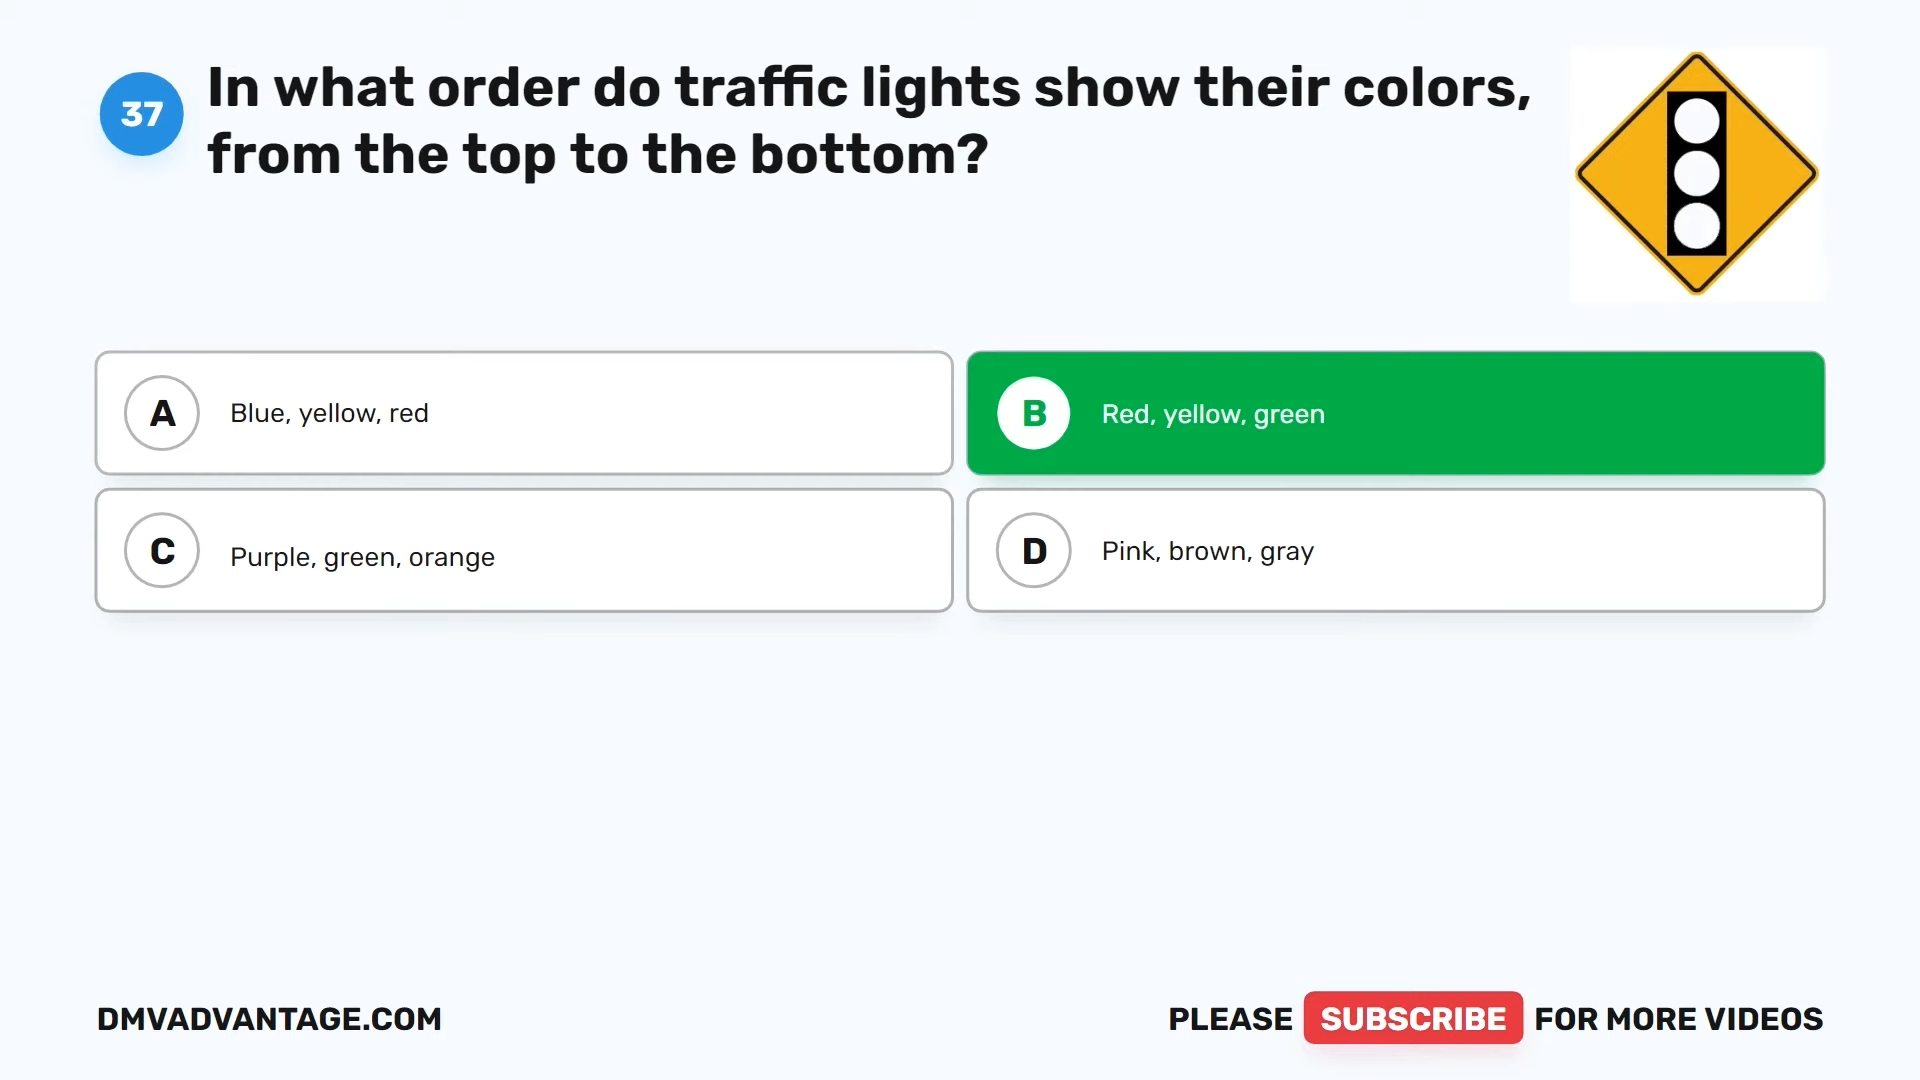 37
In what order do traffic lights show their colors,
from the top to the bottom?
A
Blue, yellow, red
B
Red, yellow, green
C
Purple, green, orange
D
Pink, brown, gray
DMVADVANTAGE.COM
PLEASE SUBSCRIBE FOR MORE VIDEOS